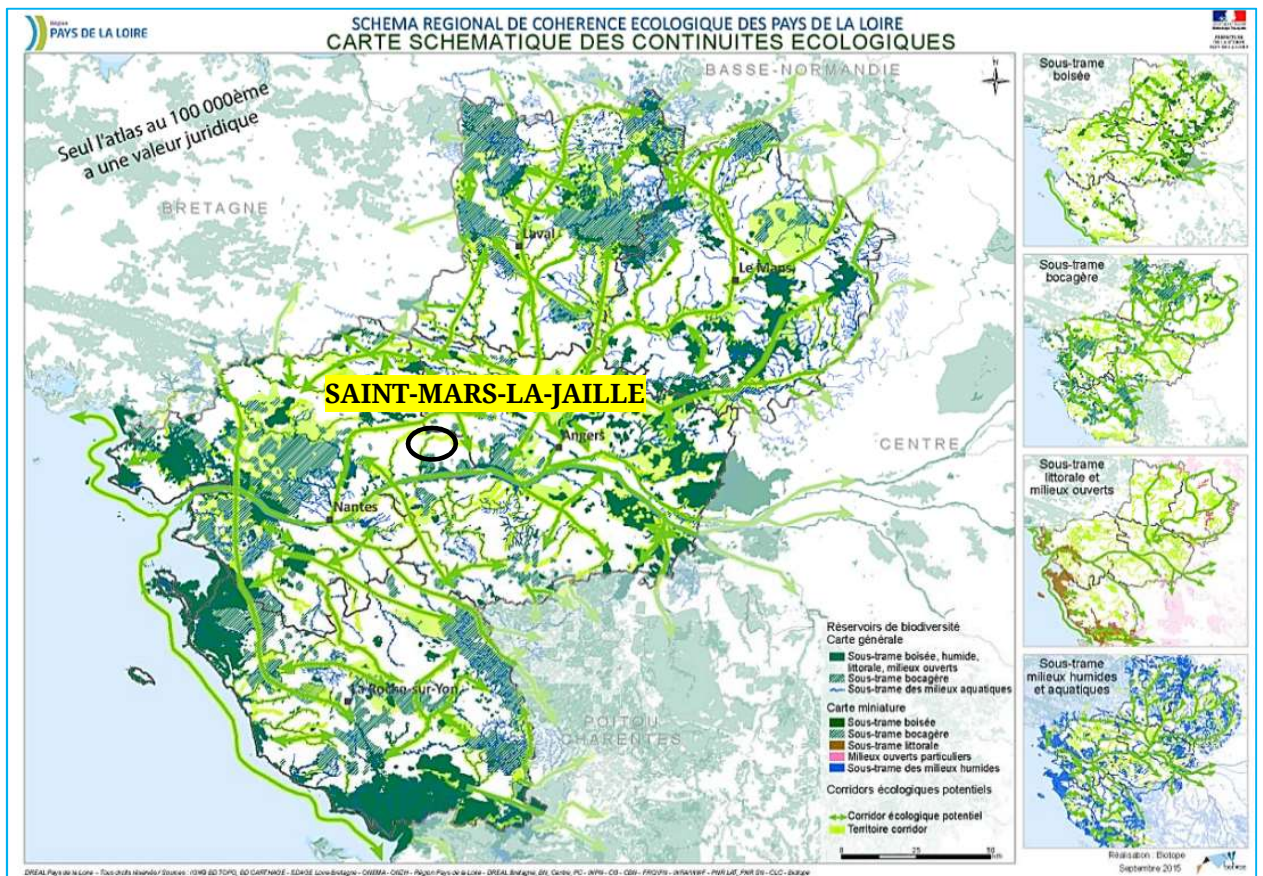 Région
PAYS DE LA LOIRE
SCHEMA REGIONAL DE COHERENCE ECOLOGIQUE DES PAYS DE LA LOIRE
CARTE SCHEMATIQUE DES CONTINUITES ECOLOGIQUES
Seul l'atlas au 100 000ème
a une valeur juridique
BASSE-NORMANDIE
N
BRETAGNE
Laval
Le Mans
SAINT-MARS-LA-JAILLE
Angers
CENTRE
Nantes
La Roche-sur-Yon
POITOU
CHARENTES
Réservoirs de biodiversité
Carte générale
Sous-trame boisée, humide,
littorale, milieux ouverts
Sous-trame bocagère
Sous-trame des milieux aquatiques
Carte miniature
Sous-trame boisée
Sous-trame bocagère
Sous-trame littorale
Milieux ouverts particuliers
Sous-trame des milieux humides
Corridors écologiques potentiels
Corridor écologique potentiel
Territoire corridor
0 25 50
Sous-trame
boisée
Sous-trame
bocagère
Sous-trame
littorale et
milieux ouverts
Sous-trame
milieux humides
et aquatiques
Réalisation : Biotope
Septembre 2015
biotope